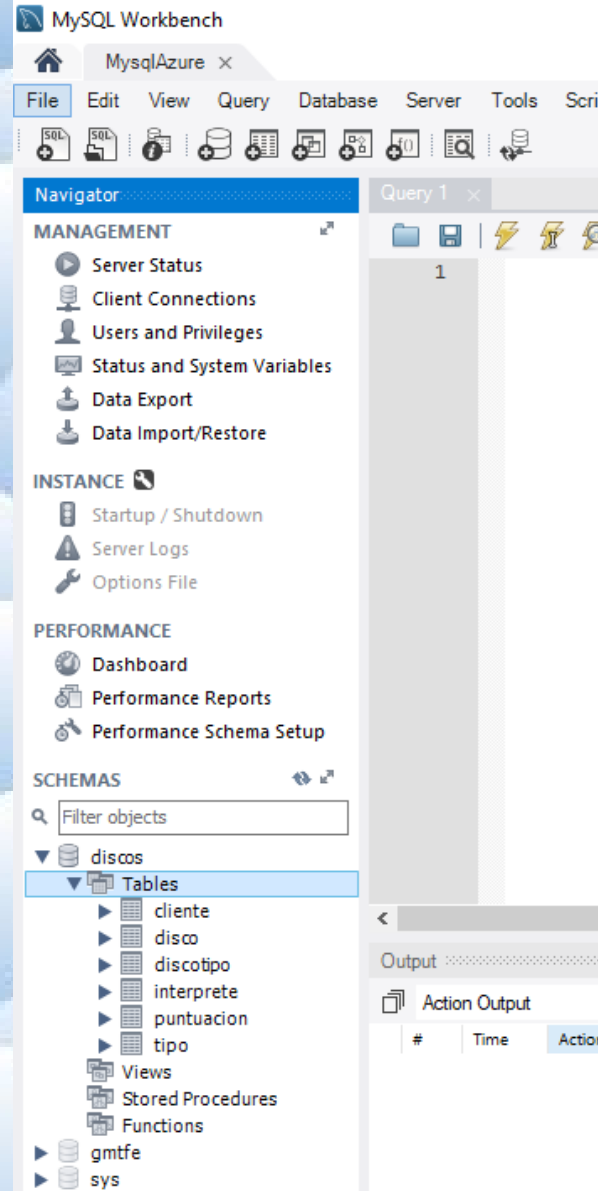 MySQL Workbench
MysqlAzure ×
File Edit View Query Database Server Tools Scri
SQL SQL
Navigator
Query 1 ×
MANAGEMENT
Server Status
1
Client Connections
Users and Privileges
Status and System Variables
Data Export
Data Import/Restore
INSTANCE
Startup / Shutdown
Server Logs
Options File
PERFORMANCE
Dashboard
Performance Reports
Performance Schema Setup
SCHEMAS
Filter objects
discos
Tables
cliente
disco
discotipo
interprete
puntuacion
tipo
Views
Stored Procedures
Functions
gmtfe
sys
Output
Action Output
# Time Action